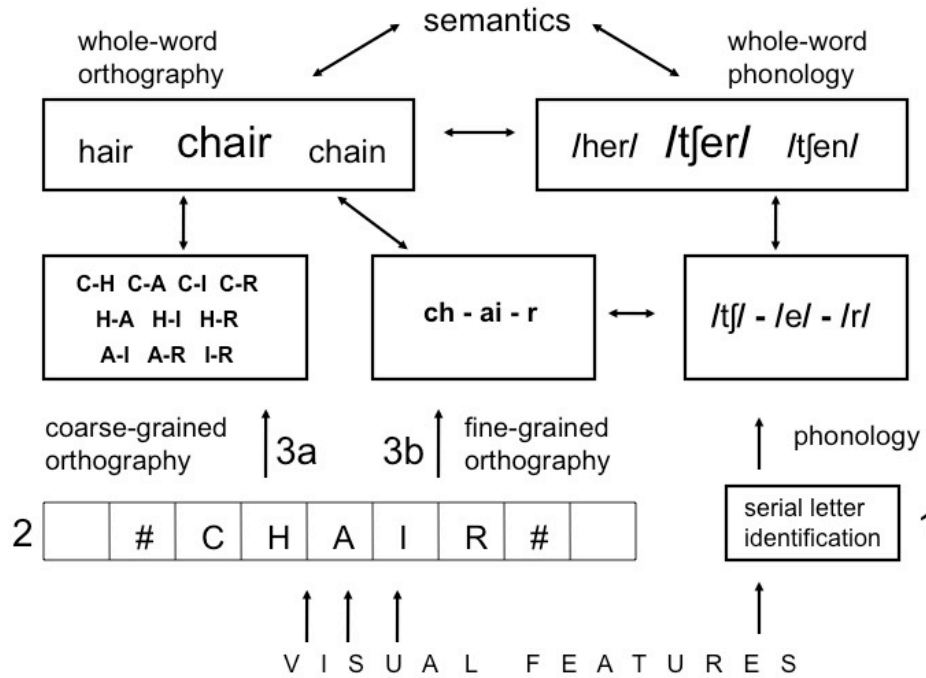 semantics
whole-word
orthography
whole-word
phonology
hair chair chain
/her/ /tʃer/ /tʃen/
C-H C-A C-I C-R
H-A H-I H-R
A-I A-R I-R
ch - ai - r
/tʃ/ - /e/ - /r/
coarse-grained
orthography
3a
3b
fine-grained
orthography
phonology
2
# C H A I R #
serial letter
identification
V I S U A L F E A T U R E S